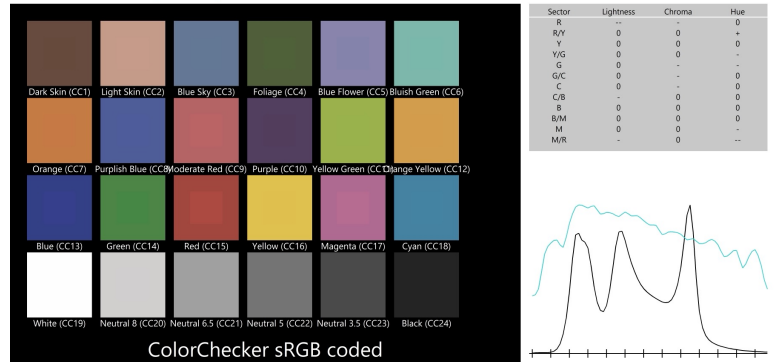 Dark Skin (CC1) Light Skin (CC2) Blue Sky (CC3) Foliage (CC4) Blue Flower (CC5) Bluish Green (CC6)
Orange (CC7) Purplish Blue (CC8) Moderate Red (CC9) Purple (CC10) Yellow Green (CC11) Orange Yellow (CC12)
Blue (CC13) Green (CC14) Red (CC15) Yellow (CC16) Magenta (CC17) Cyan (CC18)
White (CC19) Neutral 8 (CC20) Neutral 6.5 (CC21) Neutral 5 (CC22) Neutral 3.5 (CC23) Black (CC24)
ColorChecker sRGB coded
Sector Lightness Chroma Hue
R -- - 0
R/Y 0 0 +
Y 0 0 0
Y/G 0 0 -
G 0 - -
G/C 0 - 0
C 0 - 0
C/B - 0 0
B 0 0 0
B/M 0 0 0
M 0 0 -
M/R - 0 --